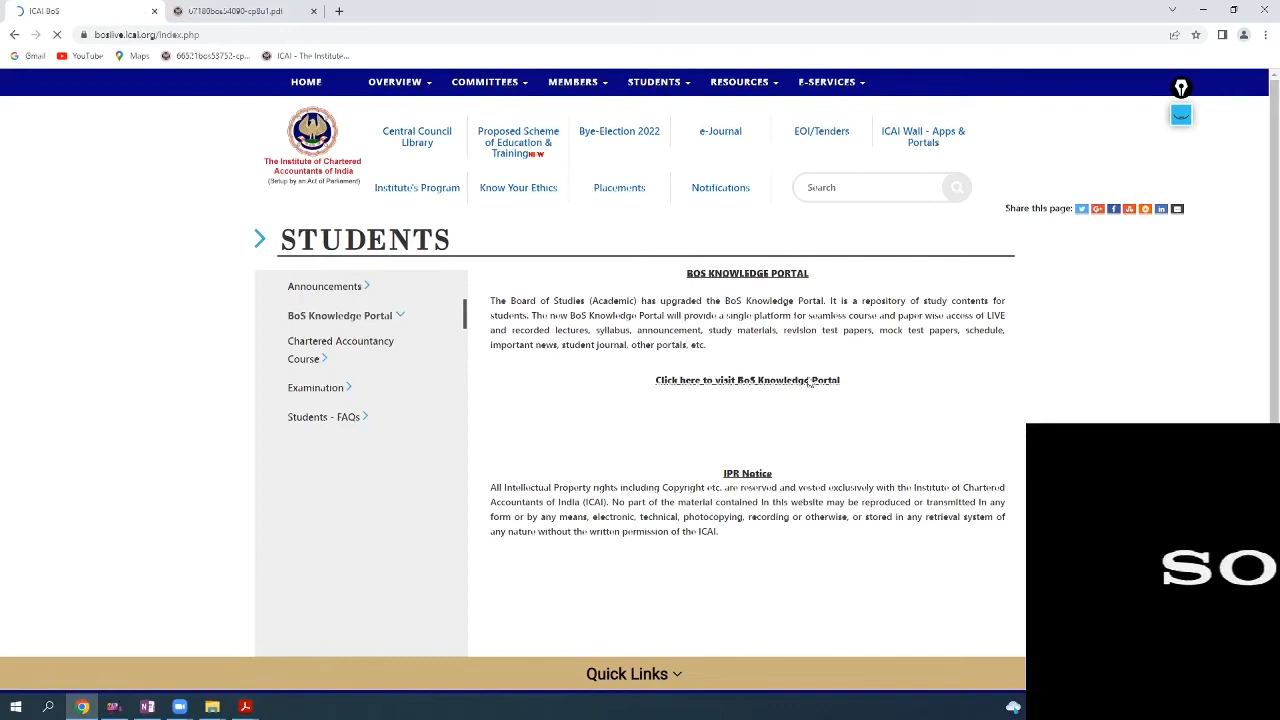 ICAI BoS
u7180bos54090-cp8u1.pdf
boslive.icai.org/index.php
Gmail
YouTube
Maps
66521bos53752-cp...
ICAI - The Institute...
HOME
OVERVIEW
COMMITTEES
MEMBERS
STUDENTS
RESOURCES
E-SERVICES
Central Council
Library
Proposed Scheme
of Education &
Training NEW
Bye-Election 2022
e-Journal
EOI/Tenders
ICAI Wall - Apps &
Portals
The Institute of Chartered
Accountants of India
(Setup by an Act of Parliament)
Institute's Program
Know Your Ethics
Placements
Notifications
Search
Share this page:
STUDENTS
Announcements
BoS Knowledge Portal
Chartered Accountancy
Course
Examination
Students - FAQs
BOS KNOWLEDGE PORTAL
The Board of Studies (Academic) has upgraded the BoS Knowledge Portal. It is a repository of study contents for
students. The new BoS Knowledge Portal will provide a single platform for seamless course and paper wise access of LIVE
and recorded lectures, syllabus, announcement, study materials, revision test papers, mock test papers, schedule,
important news, student journal, other portals, etc.
Click here to visit BoS Knowledge Portal
IPR Notice
All Intellectual Property rights including Copyright etc. are reserved and vested exclusively with the Institute of Chartered
Accountants of India (ICAI). No part of the material contained in this website may be reproduced or transmitted in any
form or by any means, electronic, technical, photocopying, recording or otherwise, or stored in any retrieval system of
any nature without the written permission of the ICAI.
SO
Quick Links